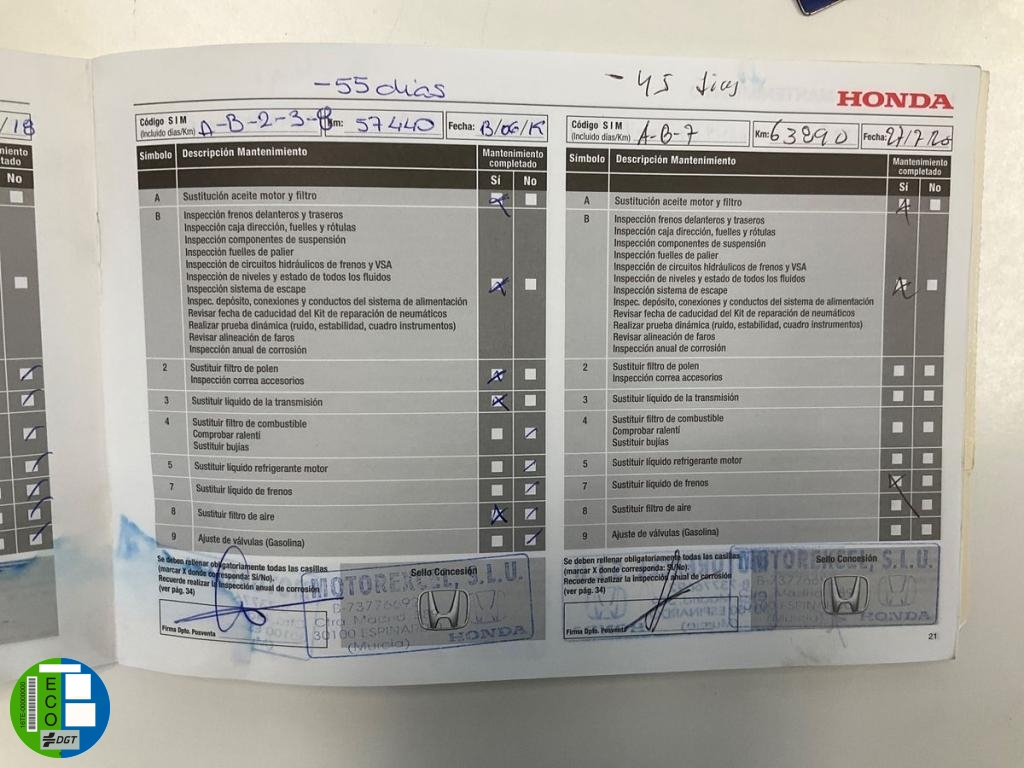 /18
miento
tado
No
-55 dias
Código SIM
(Incluido días/Km) A-B-2-3-8 Km: 57440 Fecha: 13/06/19
Símbolo Descripción Mantenimiento Mantenimiento
completado
Sí No
A Sustitución aceite motor y filtro
B Inspección frenos delanteros y traseros
Inspección caja dirección, fuelles y rótulas
Inspección componentes de suspensión
Inspección fuelles de palier
Inspección de circuitos hidráulicos de frenos y VSA
Inspección de niveles y estado de todos los fluidos
Inspección sistema de escape
Inspec. depósito, conexiones y conductos del sistema de alimentación
Revisar fecha de caducidad del Kit de reparación de neumáticos
Realizar prueba dinámica (ruido, estabilidad, cuadro instrumentos)
Revisar alineación de faros
Inspección anual de corrosión
2 Sustituir filtro de polen
Inspección correa accesorios
3 Sustituir líquido de la transmisión
4 Sustituir filtro de combustible
Comprobar ralentí
Sustituir bujías
5 Sustituir líquido refrigerante motor
7 Sustituir líquido de frenos
8 Sustituir filtro de aire
9 Ajuste de válvulas (Gasolina)
Se deben rellenar obligatoriamente todas las casillas
(marcar X donde corresponda: Sí/No).
Recuerde realizar la Inspección anual de corrosión
(ver pág. 34)
Firma Dpto. Posventa
Sello Concesión
S.L.U.
30100 ESPINAR
(Murcia)
HONDA
-45 dias
HONDA
Código SIM
(Incluido días/Km) A-B-7 Km: 63890 Fecha: 27/7/20
Símbolo Descripción Mantenimiento Mantenimiento
completado
Sí No
A Sustitución aceite motor y filtro
B Inspección frenos delanteros y traseros
Inspección caja dirección, fuelles y rótulas
Inspección componentes de suspensión
Inspección fuelles de palier
Inspección de circuitos hidráulicos de frenos y VSA
Inspección de niveles y estado de todos los fluidos
Inspección sistema de escape
Inspec. depósito, conexiones y conductos del sistema de alimentación
Revisar fecha de caducidad del Kit de reparación de neumáticos
Realizar prueba dinámica (ruido, estabilidad, cuadro instrumentos)
Revisar alineación de faros
Inspección anual de corrosión
2 Sustituir filtro de polen
Inspección correa accesorios
3 Sustituir líquido de la transmisión
4 Sustituir filtro de combustible
Comprobar ralentí
Sustituir bujías
5 Sustituir líquido refrigerante motor
7 Sustituir líquido de frenos
8 Sustituir filtro de aire
9 Ajuste de válvulas (Gasolina)
Se deben rellenar obligatoriamente todas las casillas
(marcar X donde corresponda: Sí/No).
Recuerde realizar la Inspección anual de corrosión
(ver pág. 34)
Firma Dpto. Posventa
Sello Concesión
S.L.U.
HONDA
21
ECO
DGT